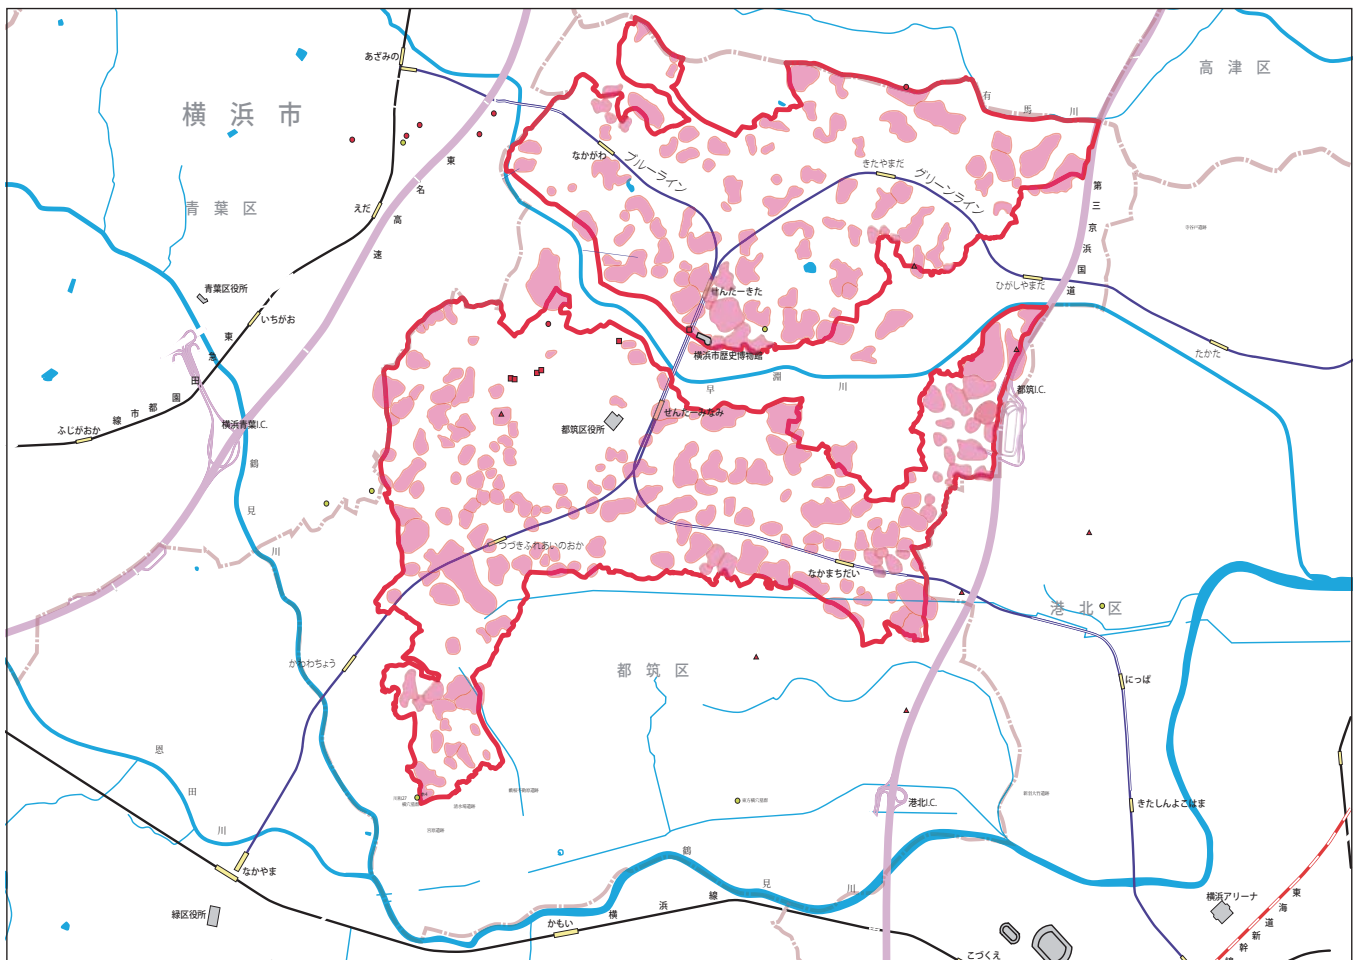 横浜市
高津区
青葉区
都筑区
港北区
あざみの
えだ
いちがお
ふじがおか
青葉区役所
横浜青葉I.C.
東名高速
東急田園都市線
なかがわ
ブルーライン
きたやまだ
グリーンライン
有馬川
第三京浜国道
ひがしやまだ
たかた
せんたーきた
横浜市歴史博物館
早淵川
せんたーみなみ
都筑区役所
都筑I.C.
鶴見川
つづきふれあいのおか
なかまちだい
かわわちょう
にっぱ
きたしんよこはま
港北I.C.
恩田川
なかやま
緑区役所
かもい
横浜線
鶴見川
こづくえ
横浜アリーナ
東海道新幹線